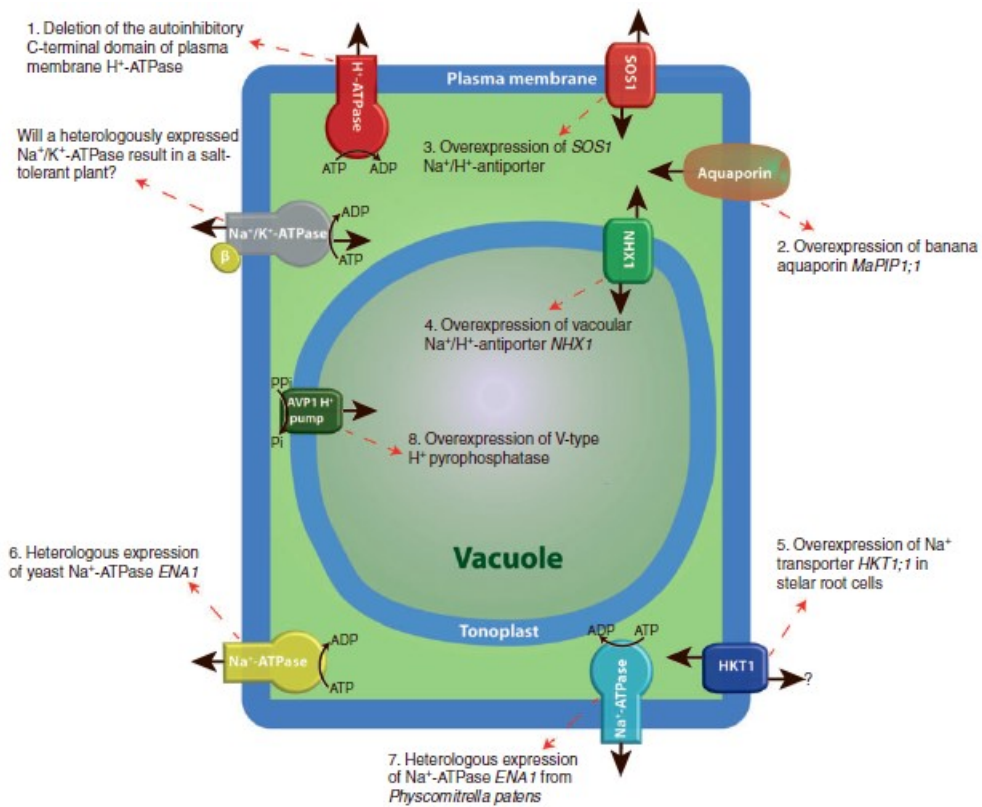 1. Deletion of the autoinhibitory
C-terminal domain of plasma
membrane H⁺-ATPase
H⁺-ATPase
ATP
ADP
Plasma membrane
SOS1
3. Overexpression of SOS1
Na⁺/H⁺-antiporter
Will a heterologously expressed
Na⁺/K⁺-ATPase result in a salt-
tolerant plant?
Na⁺/K⁺-ATPase
β
ADP
ATP
Aquaporin
2. Overexpression of banana
aquaporin MaPIP1;1
NHX1
4. Overexpression of vacoular
Na⁺/H⁺-antiporter NHX1
PPi
AVP1 H⁺
pump
Pi
8. Overexpression of V-type
H⁺ pyrophosphatase
Vacuole
Tonoplast
6. Heterologous expression
of yeast Na⁺-ATPase ENA1
Na⁺-ATPase
ADP
ATP
5. Overexpression of Na⁺
transporter HKT1;1 in
stelar root cells
HKT1
?
ADP
ATP
Na⁺-ATPase
7. Heterologous expression
of Na⁺-ATPase ENA1 from
Physcomitrella patens